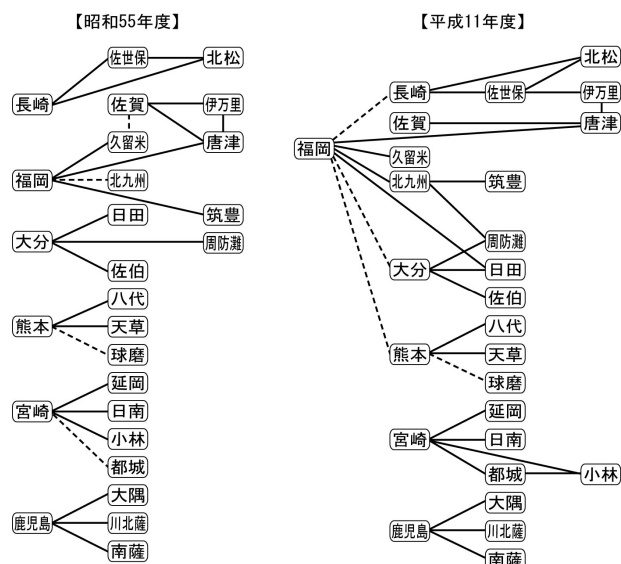 【昭和55年度】
佐世保
北松
長崎
佐賀
伊万里
久留米
唐津
福岡
北九州
筑豊
日田
大分
周防灘
佐伯
八代
熊本
天草
球磨
延岡
宮崎
日南
小林
都城
大隅
鹿児島
川北薩
南薩
【平成11年度】
北松
長崎
佐世保
伊万里
佐賀
唐津
福岡
久留米
北九州
筑豊
周防灘
大分
日田
佐伯
八代
熊本
天草
球磨
延岡
宮崎
日南
都城
小林
大隅
鹿児島
川北薩
南薩